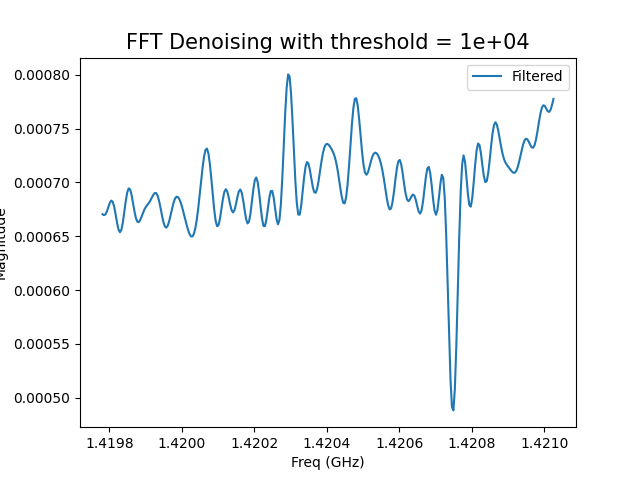 FFT Denoising with threshold = 1e+04
Filtered
Magnitude
0.00080
0.00075
0.00070
0.00065
0.00060
0.00055
0.00050
1.4198 1.4200 1.4202 1.4204 1.4206 1.4208 1.4210
Freq (GHz)